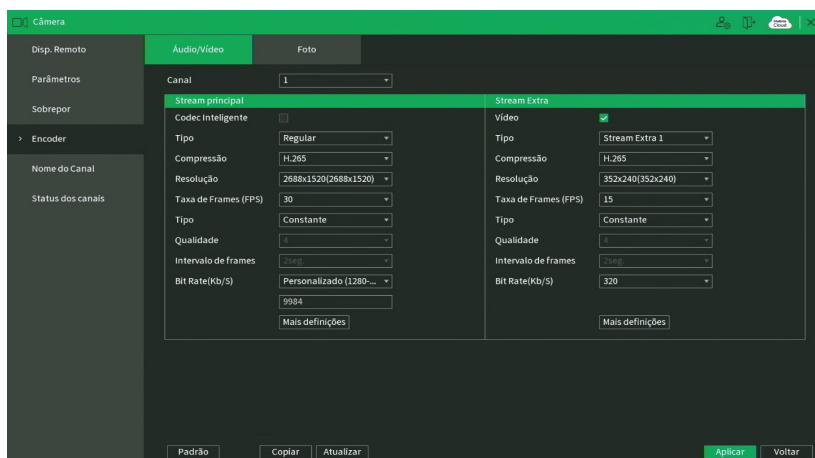 Câmera
Intelbras Cloud
Disp. Remoto
Parâmetros
Sobrepor
> Encoder
Nome do Canal
Status dos canais
Áudio/Vídeo Foto
Canal 1
Stream principal Stream Extra
Codec Inteligente Vídeo
Tipo Regular Tipo Stream Extra 1
Compressão H.265 Compressão H.265
Resolução 2688x1520(2688x1520) Resolução 352x240(352x240)
Taxa de Frames (FPS) 30 Taxa de Frames (FPS) 15
Tipo Constante Tipo Constante
Qualidade 4 Qualidade 4
Intervalo de frames 2seg. Intervalo de frames 2seg.
Bit Rate(Kb/S) Personalizado (1280-... Bit Rate(Kb/S) 320
9984
Mais definições Mais definições
Padrão Copiar Atualizar Aplicar Voltar